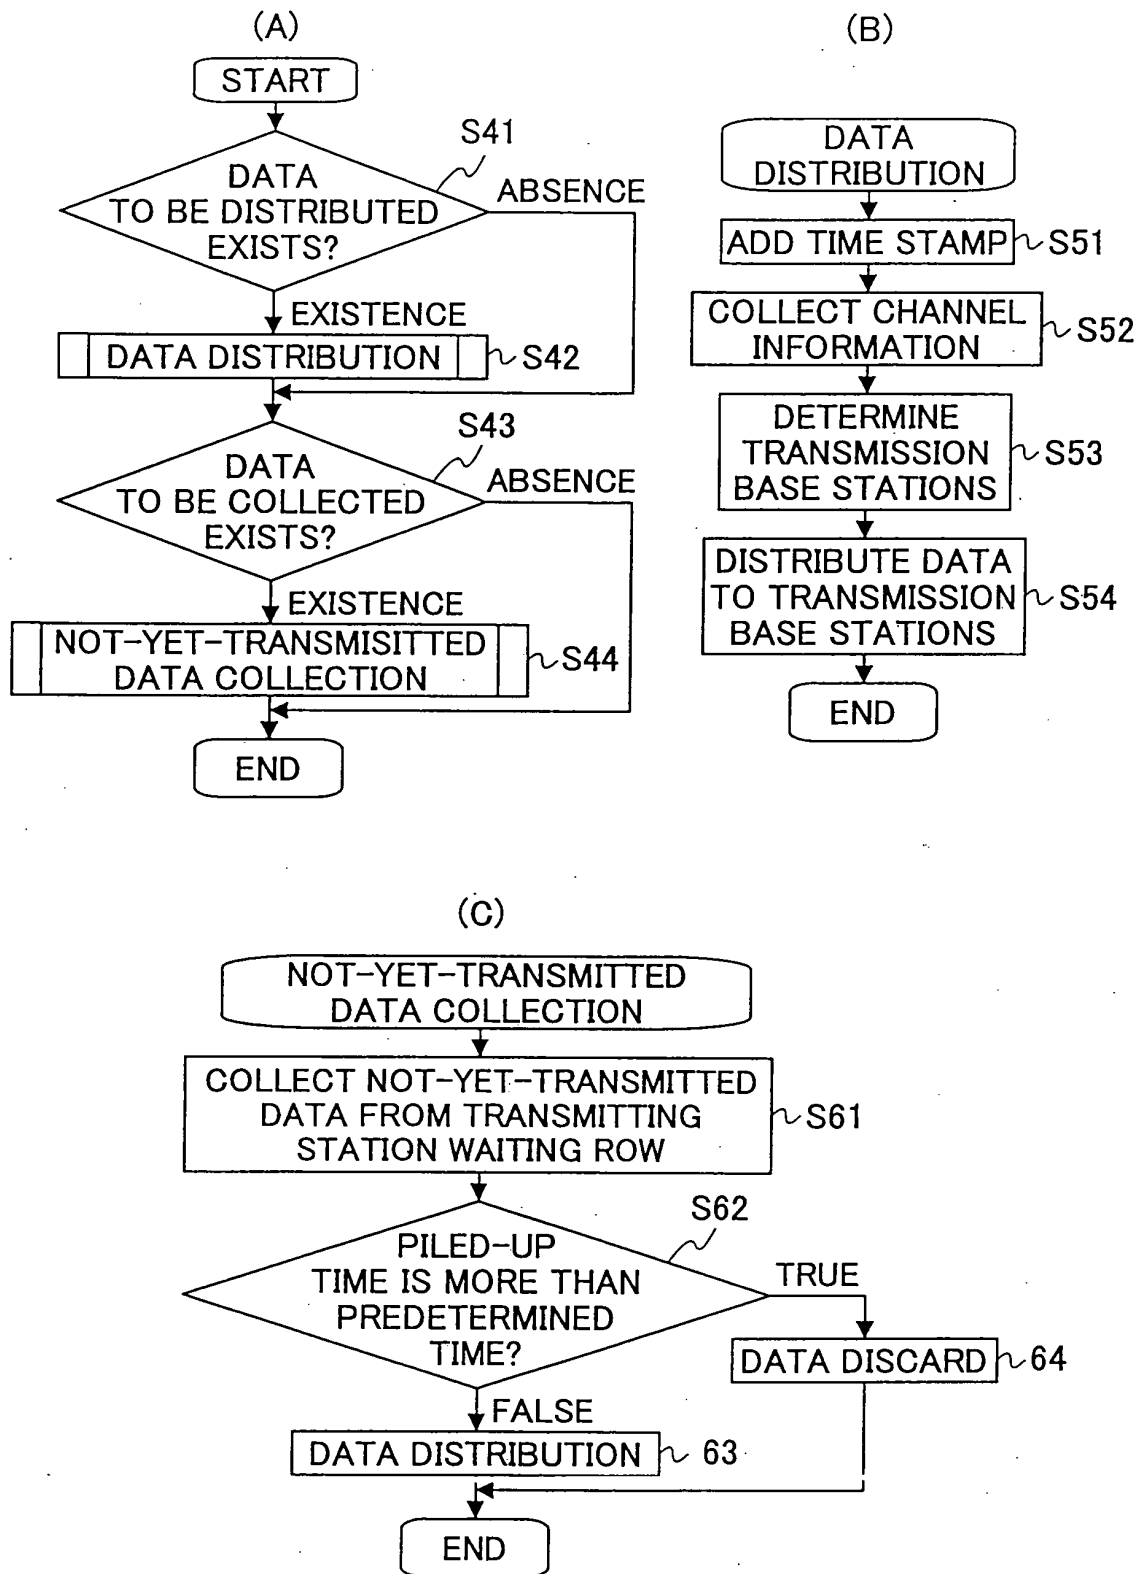 (A)
START
S41
DATA
TO BE DISTRIBUTED
EXISTS?
ABSENCE
EXISTENCE
DATA DISTRIBUTION
S42
S43
DATA
TO BE COLLECTED
EXISTS?
ABSENCE
EXISTENCE
NOT-YET-TRANSMISITTED
DATA COLLECTION
S44
END
(B)
DATA
DISTRIBUTION
ADD TIME STAMP
S51
COLLECT CHANNEL
INFORMATION
S52
DETERMINE
TRANSMISSION
BASE STATIONS
S53
DISTRIBUTE DATA
TO TRANSMISSION
BASE STATIONS
S54
END
(C)
NOT-YET-TRANSMITTED
DATA COLLECTION
COLLECT NOT-YET-TRANSMITTED
DATA FROM TRANSMITTING
STATION WAITING ROW
S61
S62
PILED-UP
TIME IS MORE THAN
PREDETERMINED
TIME?
TRUE
DATA DISCARD
64
FALSE
DATA DISTRIBUTION
63
END